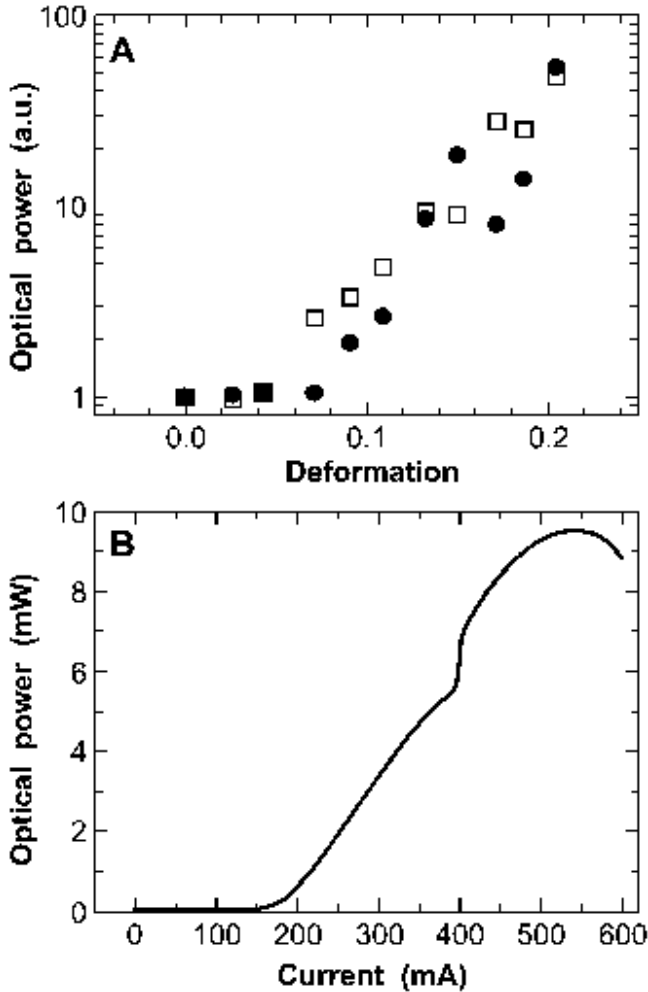 A
Optical power (a.u.)
100
10
1
0.0 0.1 0.2
Deformation
B
Optical power (mW)
10
8
6
4
2
0
0 100 200 300 400 500 600
Current (mA)